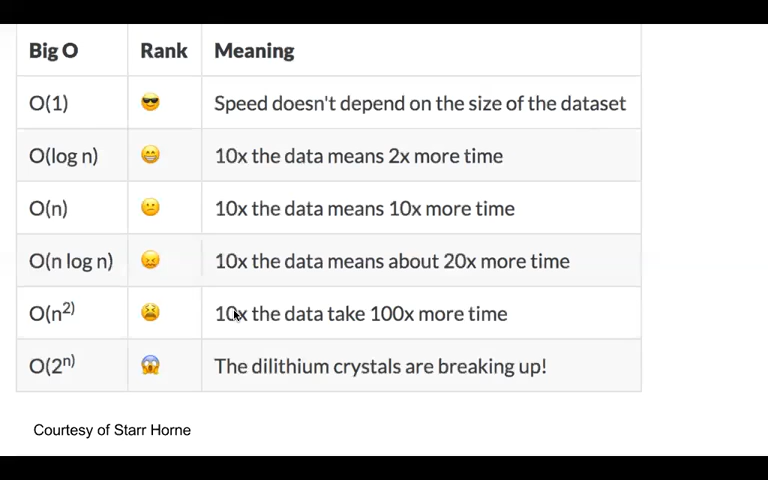 Big O Rank Meaning
O(1) 😎 Speed doesn't depend on the size of the dataset
O(log n) 😁 10x the data means 2x more time
O(n) 😕 10x the data means 10x more time
O(n log n) 😖 10x the data means about 20x more time
O(n²⁾ 😫 10x the data take 100x more time
O(2ⁿ⁾ 😱 The dilithium crystals are breaking up!
Courtesy of Starr Horne